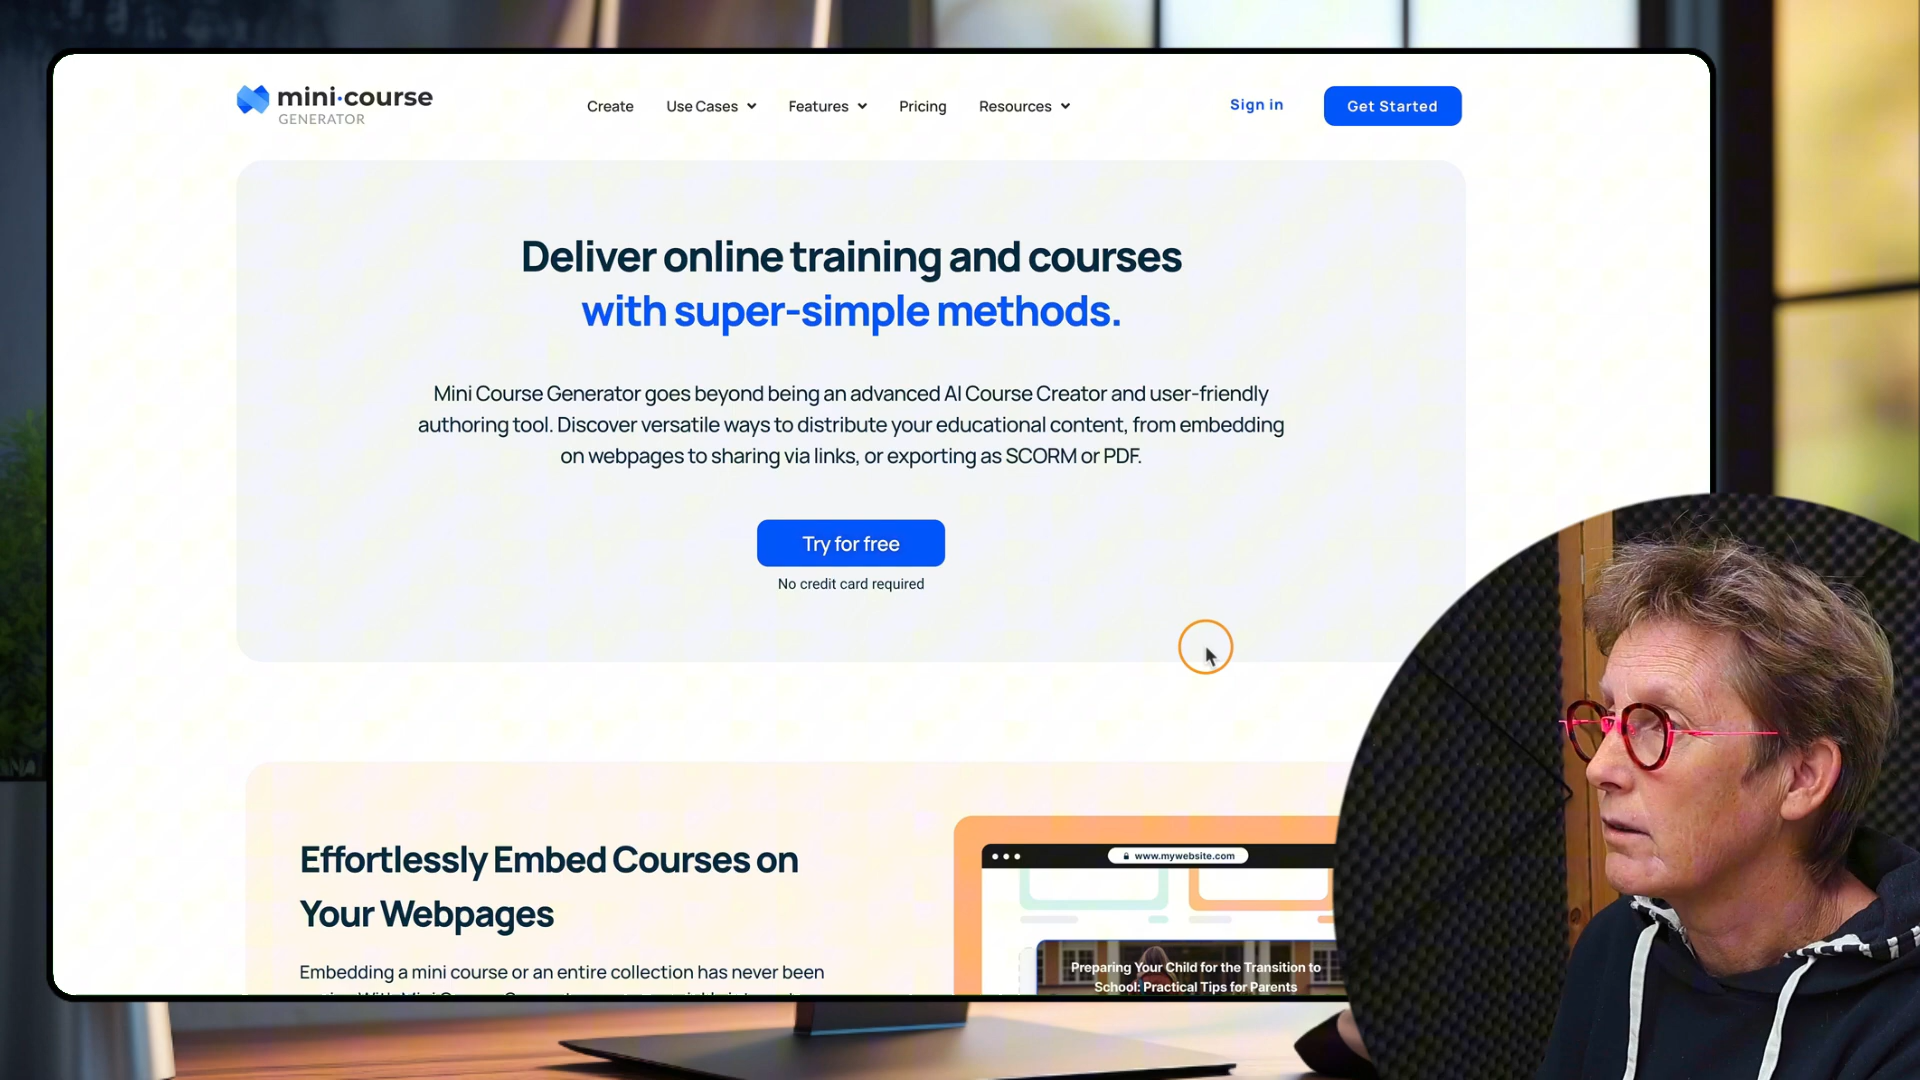 mini·course
GENERATOR
Create
Use Cases
Features
Pricing
Resources
Sign in
Get Started
Deliver online training and courses
with super-simple methods.
Mini Course Generator goes beyond being an advanced AI Course Creator and user-friendly
authoring tool. Discover versatile ways to distribute your educational content, from embedding
on webpages to sharing via links, or exporting as SCORM or PDF.
Try for free
No credit card required
Effortlessly Embed Courses on
Your Webpages
Embedding a mini course or an entire collection has never been
www.mywebsite.com
Preparing Your Child for the Transition to
School: Practical Tips for Parents